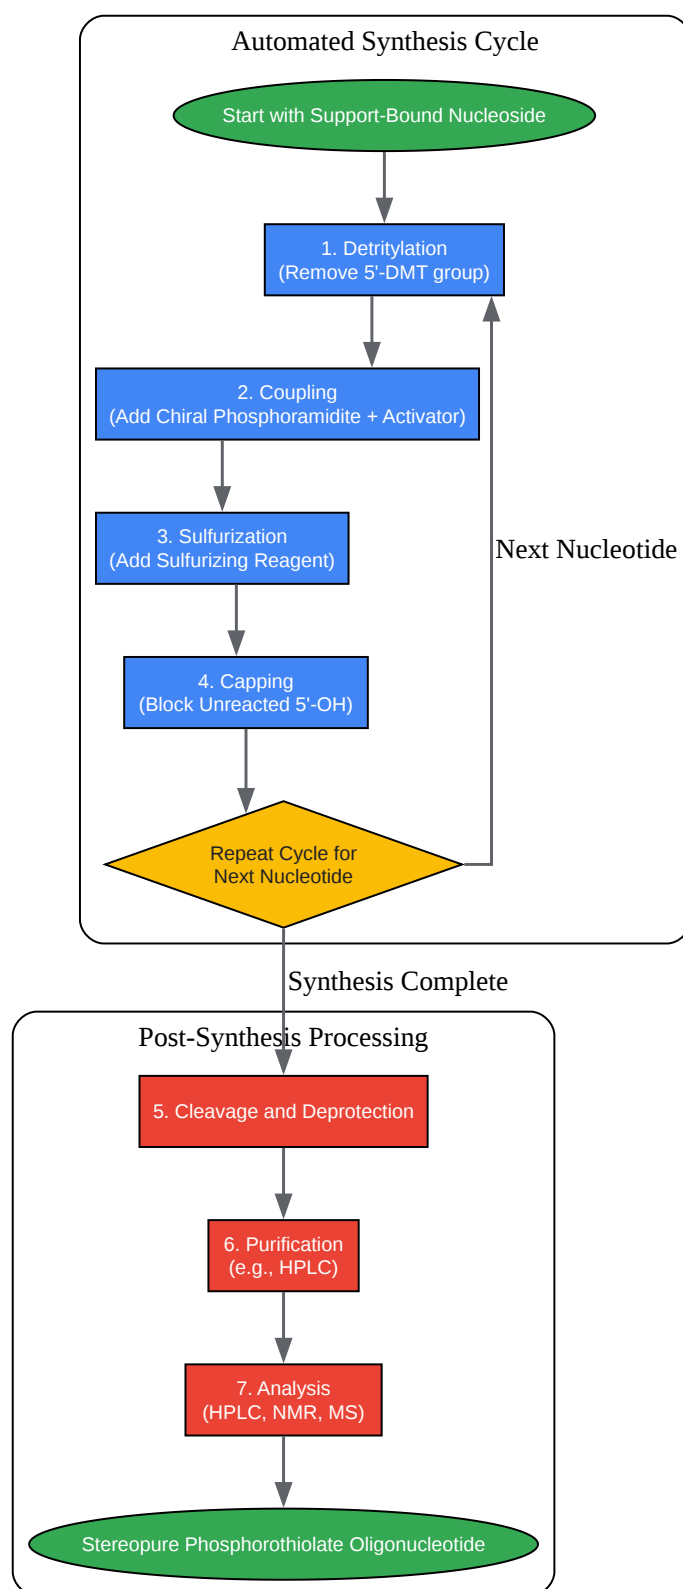 Automated Synthesis Cycle
Start with Support-Bound Nucleoside
1. Detritylation
(Remove 5'-DMT group)
2. Coupling
(Add Chiral Phosphoramidite + Activator)
3. Sulfurization
(Add Sulfurizing Reagent)
Next Nucleotide
4. Capping
(Block Unreacted 5'-OH)
Repeat Cycle for
Next Nucleotide
Synthesis Complete
Post-Synthesis Processing
5. Cleavage and Deprotection
6. Purification
(e.g., HPLC)
7. Analysis
(HPLC, NMR, MS)
Stereopure Phosphorothiolate Oligonucleotide